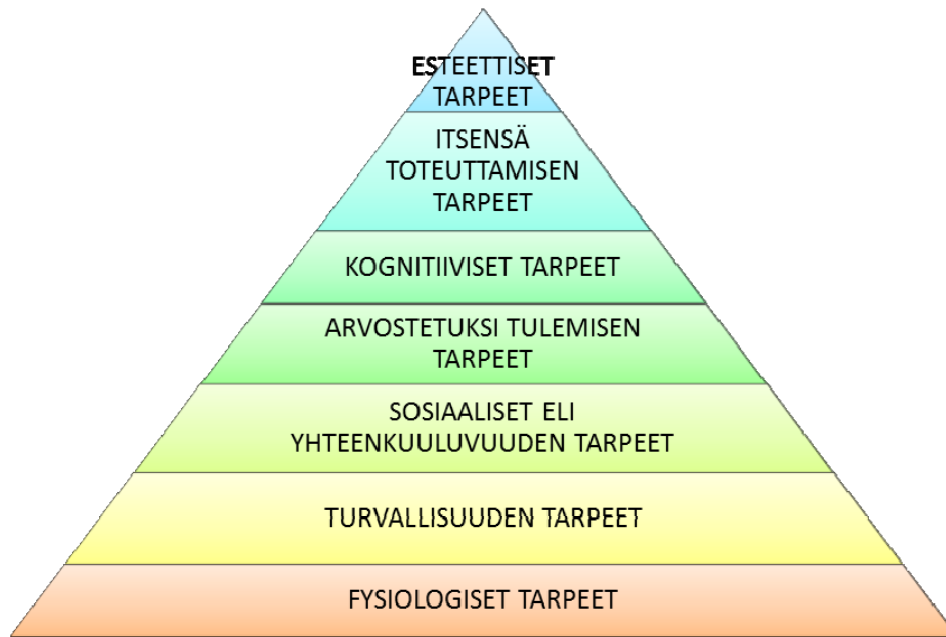 ESTEETTISET
TARPEET
ITSENSÄ
TOTEUTTAMISEN
TARPEET
KOGNITIIVISET TARPEET
ARVOSTETUKSI TULEMISEN
TARPEET
SOSIAALISET ELI
YHTEENKUULUVUUDEN TARPEET
TURVALLISUUDEN TARPEET
FYSIOLOGISET TARPEET